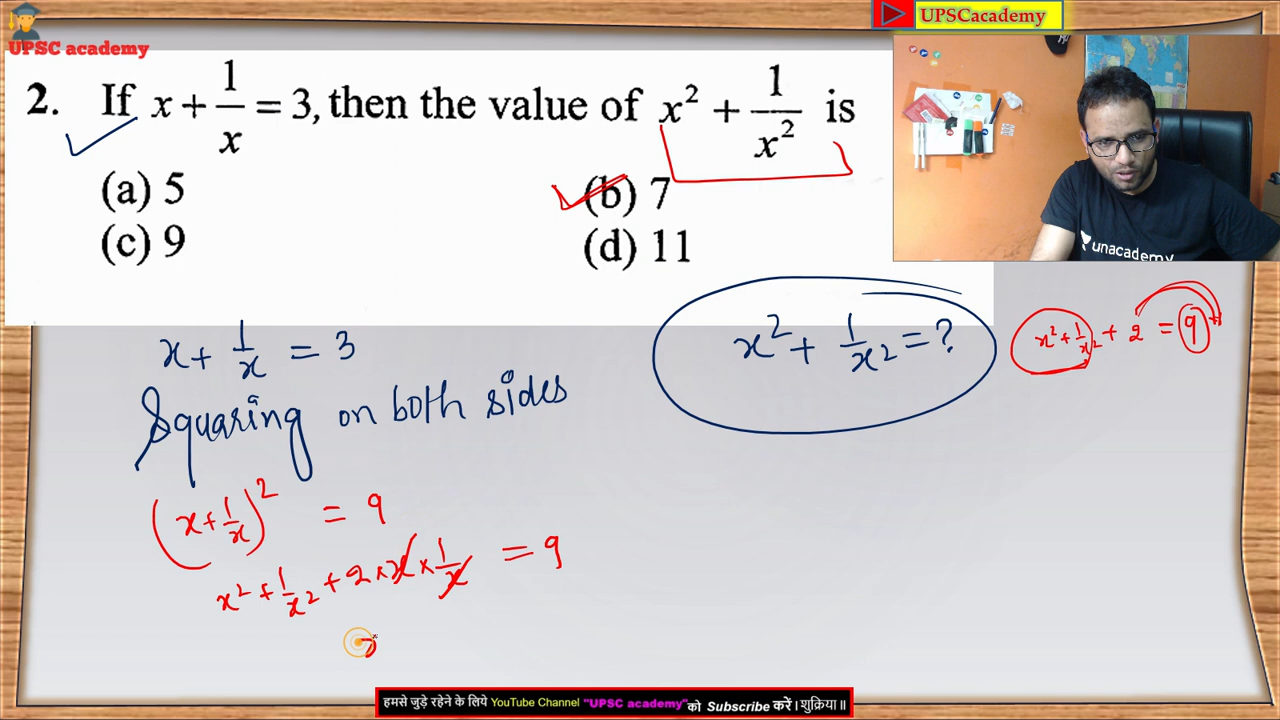 UPSC academy
UPSCacademy
2. If x + 1/x = 3, then the value of x² + 1/x² is
(a) 5 (b) 7
(c) 9 (d) 11
unacademy
x + 1/x = 3
x² + 1/x² = ?
x² + 1/x² + 2 = 9
Squaring on both sides
(x + 1/x)² = 9
x² + 1/x² + 2 × x × 1/x = 9
हमसे जुड़े रहेने के लिये YouTube Channel "UPSC academy" को Subscribe करें। शुक्रिया॥